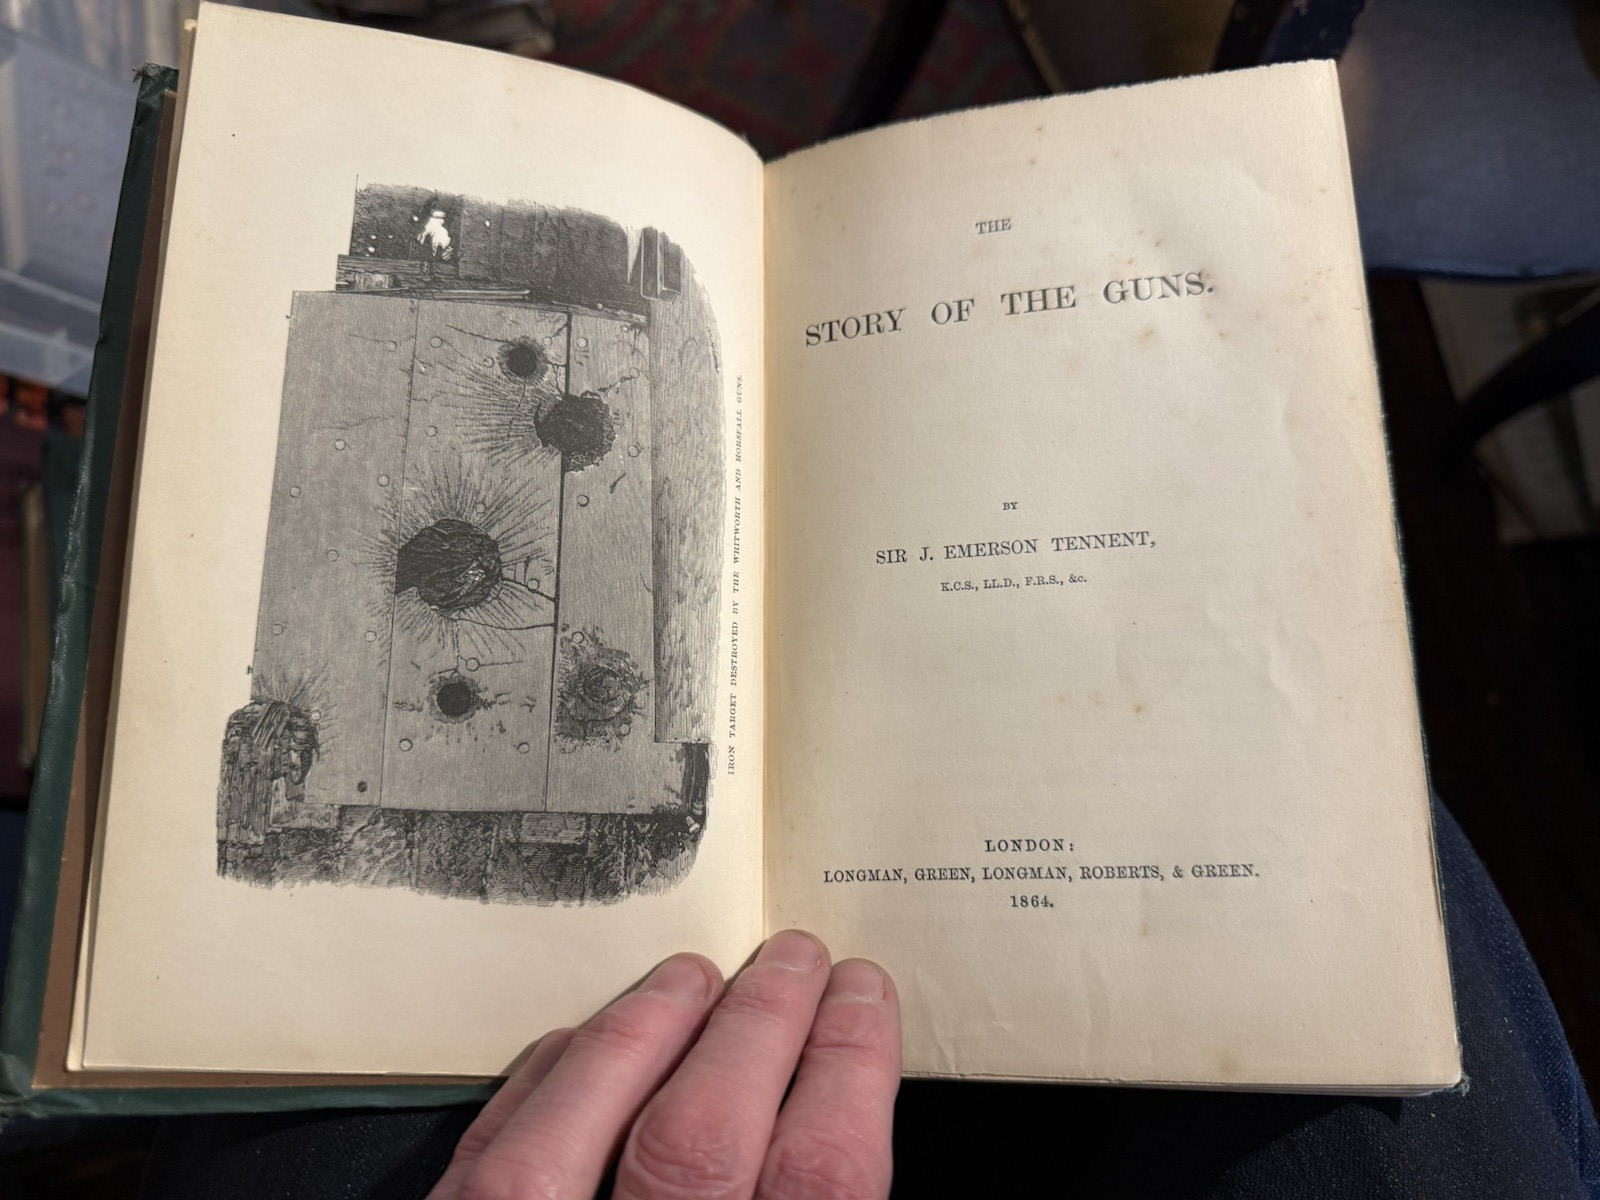 IRON TARGET DESTROYED BY THE WHITWORTH AND HORSFALL GUNS.
THE
STORY OF THE GUNS.
BY
SIR J. EMERSON TENNENT,
K.C.S., LL.D., F.R.S., &c.
LONDON:
LONGMAN, GREEN, LONGMAN, ROBERTS, & GREEN.
1864.